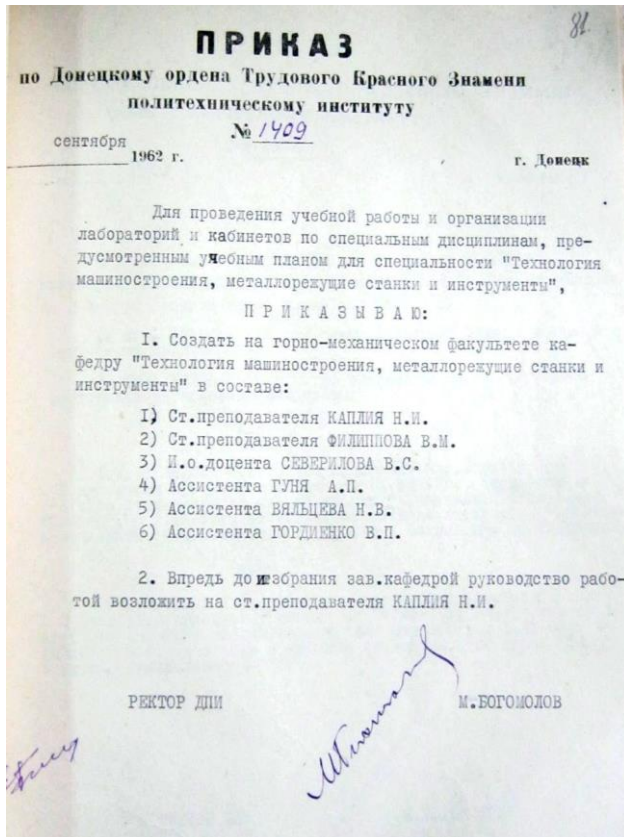 81.
ПРИКАЗ
по Донецкому ордена Трудового Красного Знамени
политехническому институту
№ 1409
сентября
1962 г.
г. Донецк
Для проведения учебной работы и организации
лабораторий и кабинетов по специальным дисциплинам, пре-
дусмотренным учебным планом для специальности "Технология
машиностроения, металлорежущие станки и инструменты",
ПРИКАЗЫВАЮ:
I. Создать на горно-механическом факультете ка-
федру "Технология машиностроения, металлорежущие станки и
инструменты" в составе:
I) Ст.преподавателя КАПЛИЯ Н.И.
2) Ст.преподавателя ФИЛИППОВА В.М.
3) И.о.доцента СЕВЕРИЛОВА В.С.
4) Ассистента ГУНЯ А.П.
5) Ассистента ВЯЛЬЦЕВА Н.В.
6) Ассистента ГОРДИЕНКО В.П.
2. Впредь до избрания зав.кафедрой руководство рабо-
той возложить на ст.преподавателя КАПЛИЯ Н.И.
РЕКТОР ДПИ
М.БОГОМОЛОВ